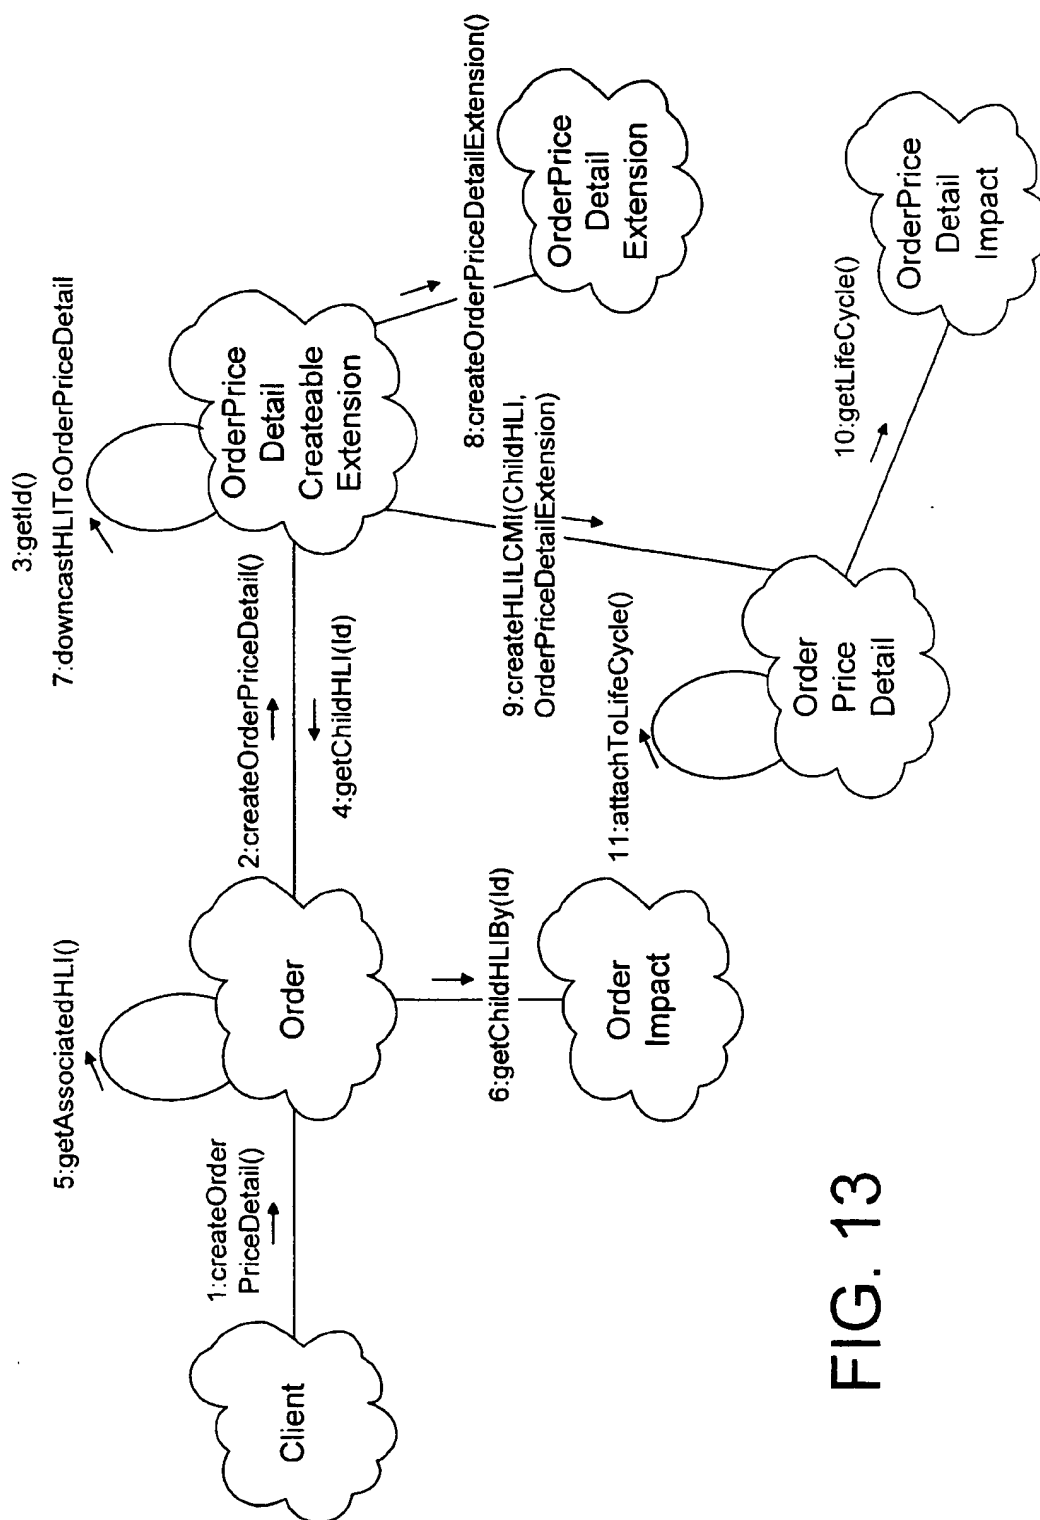 3:getId()
7:downcastHLIToOrderPriceDetail
5:getAssociatedHLI()
1:createOrder
PriceDetail()
2:createOrderPriceDetail()
4:getChildHLI(Id)
Client
Order
OrderPrice
Detail
Createable
Extension
6:getChildHLIBy(Id)
9:createHLILCMI(ChildHLI,
OrderPriceDetailExtension)
8:createOrderPriceDetailExtension()
OrderPrice
Detail
Extension
Order
Impact
11:attachToLifeCycle()
Order
Price
Detail
10:getLifeCycle()
OrderPrice
Detail
Impact
FIG. 13